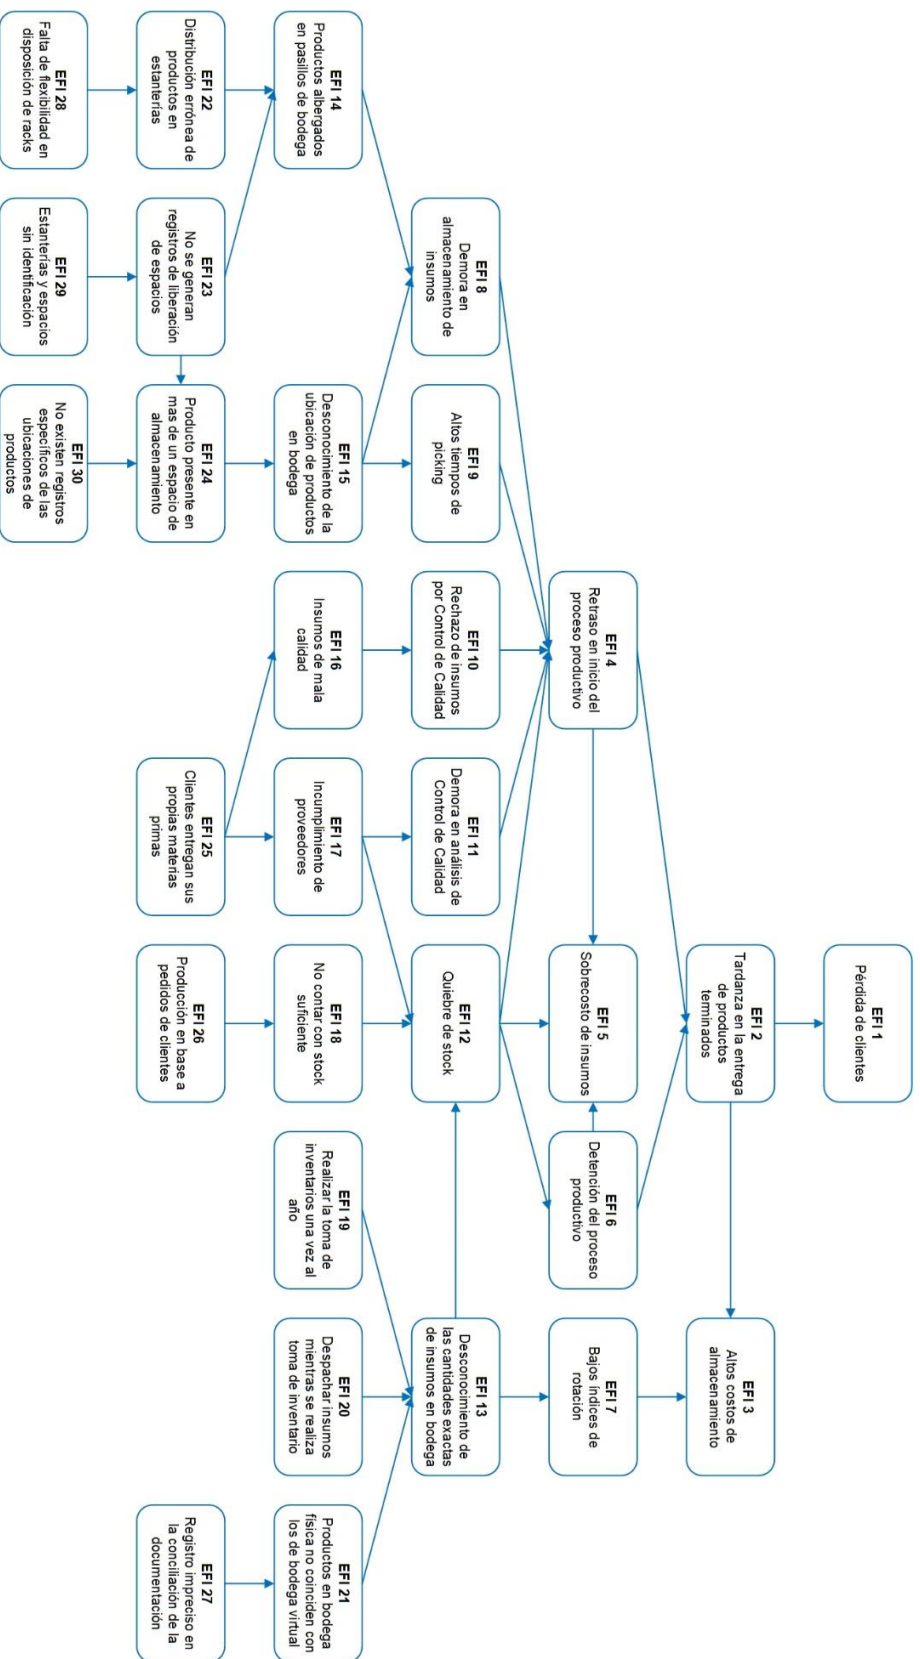 EFI 1
Pérdida de clientes
EFI 2
Tardanza en la entrega
de productos
terminados
EFI 3
Altos costos de
almacenamiento
EFI 4
Retraso en inicio del
proceso productivo
EFI 5
Sobrecosto de insumos
EFI 6
Detención del proceso
productivo
EFI 7
Bajos índices de
rotación
EFI 8
Demora en
almacenamiento de
insumos
EFI 9
Altos tiempos de
picking
EFI 10
Rechazo de insumos
por Control de Calidad
EFI 11
Demora en análisis de
Control de Calidad
EFI 12
Quiebre de stock
EFI 13
Desconocimiento de
las cantidades exactas
de insumos en bodega
EFI 14
Productos albergados
en pasillos de bodega
EFI 15
Desconocimiento de la
ubicación de productos
en bodega
EFI 16
Insumos de mala
calidad
EFI 17
Incumplimiento de
proveedores
EFI 18
No contar con stock
suficiente
EFI 19
Realizar la toma de
inventarios una vez al
año
EFI 20
Despachar insumos
mientras se realiza
toma de inventario
EFI 21
Productos en bodega
física no coinciden con
los de bodega virtual
EFI 22
Distribución errónea de
productos en
estanterías
EFI 23
No se generan
registros de liberación
de espacios
EFI 24
Producto presente en
mas de un espacio de
almacenamiento
EFI 25
Clientes entregan sus
propias materias
primas
EFI 26
Producción en base a
pedidos de clientes
EFI 27
Registro impreciso en
la conciliación de la
documentación
EFI 28
Falta de flexibilidad en
disposición de racks
EFI 29
Estanterías y espacios
sin identificación
EFI 30
No existen registros
específicos de las
ubicaciones de
productos